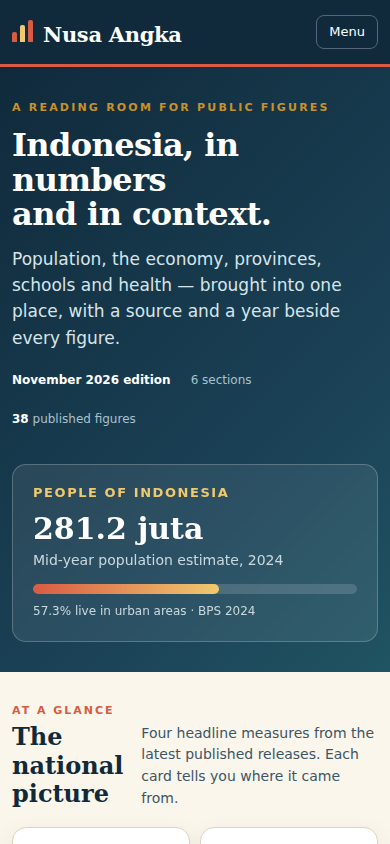 Nusa Angka
Menu
A READING ROOM FOR PUBLIC FIGURES
Indonesia, in
numbers
and in context.
Population, the economy, provinces,
schools and health — brought into one
place, with a source and a year beside
every figure.
November 2026 edition 6 sections
38 published figures
PEOPLE OF INDONESIA
281.2 juta
Mid-year population estimate, 2024
57.3% live in urban areas · BPS 2024
AT A GLANCE
The
national
picture
Four headline measures from the
latest published releases. Each
card tells you where it came
from.